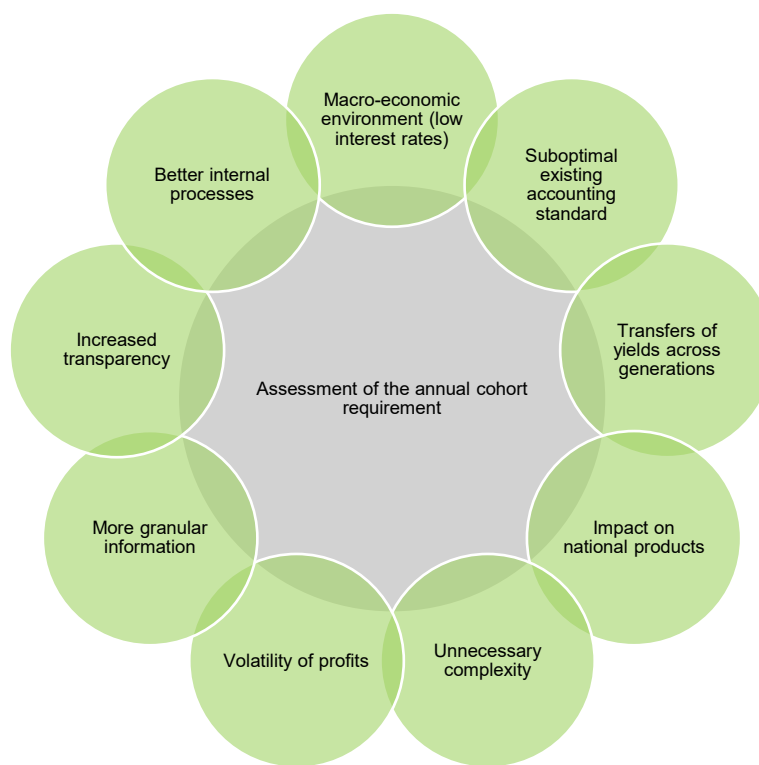 Macro-economic
environment (low
interest rates)
Suboptimal
existing
accounting
standard
Transfers of
yields across
generations
Impact on
national products
Unnecessary
complexity
Volatility of profits
More granular
information
Increased
transparency
Better internal
processes
Assessment of the annual cohort
requirement